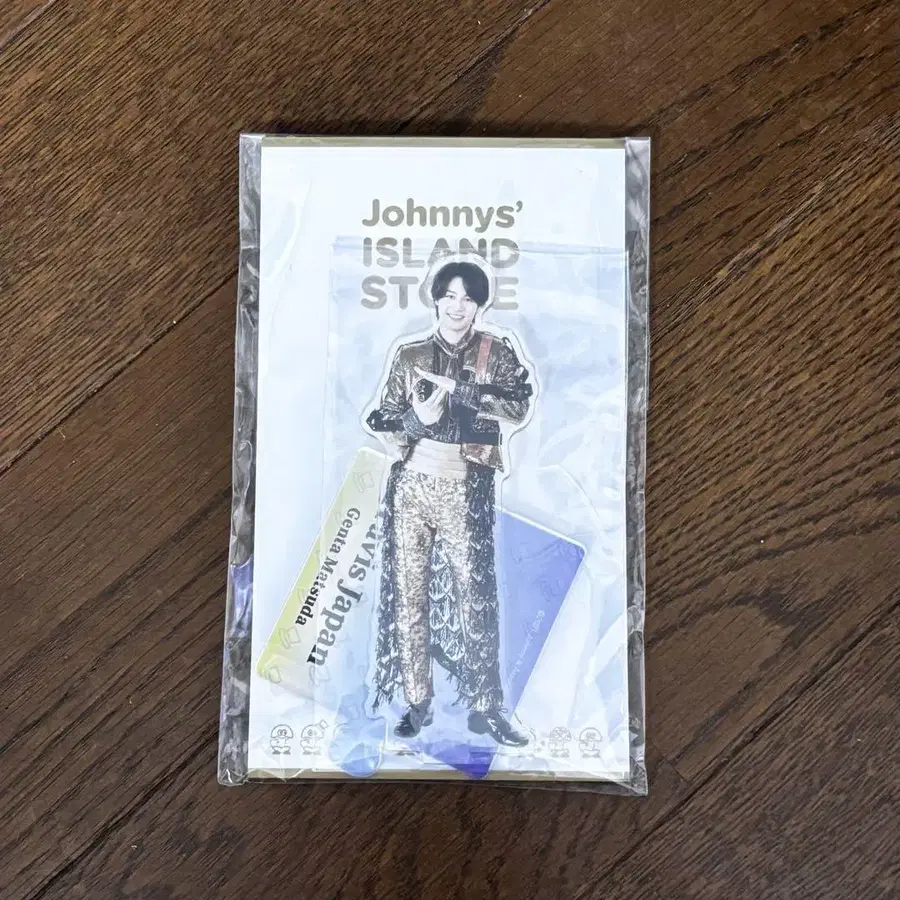 Johnnys'
ISLAND
STORE
Travis Japan
Genta Matsuda